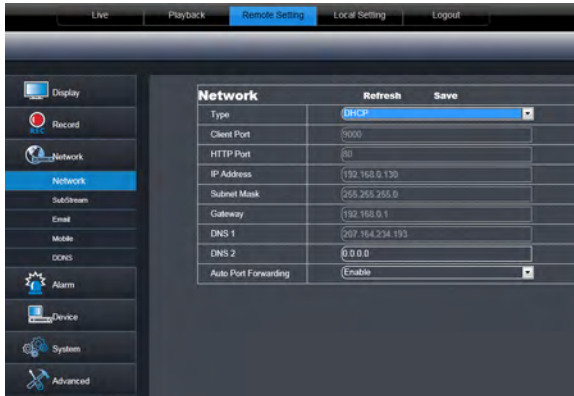 Live Playback Remote Setting Local Setting Logout
Display
Record
Network
Network
SubStream
Email
Mobile
DDNS
Alarm
Device
System
Advanced
Network Refresh Save
Type DHCP
Client Port 9000
HTTP Port 80
IP Address 192.168.0.130
Subnet Mask 255.255.255.0
Gateway 192.168.0.1
DNS 1 207.164.234.193
DNS 2 0.0.0.0
Auto Port Forwarding Enable